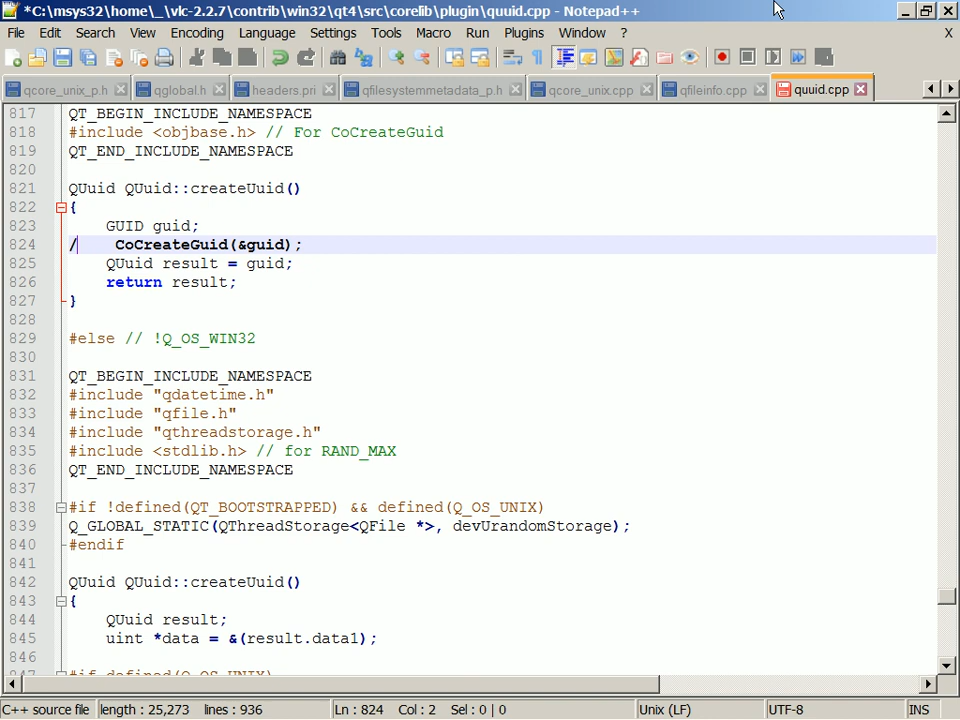 *C:\msys32\home\_\vlc-2.2.7\contrib\win32\qt4\src\corelib\plugin\quuid.cpp - Notepad++
File Edit Search View Encoding Language Settings Tools Macro Run Plugins Window ? X
qcore_unix_p.h qglobal.h headers.pri qfilesystemmetadata_p.h qcore_unix.cpp qfileinfo.cpp quuid.cpp
817 QT_BEGIN_INCLUDE_NAMESPACE
818 #include <objbase.h> // For CoCreateGuid
819 QT_END_INCLUDE_NAMESPACE
820
821 QUuid QUuid::createUuid()
822 {
823 GUID guid;
824 / CoCreateGuid(&guid);
825 QUuid result = guid;
826 return result;
827 }
828
829 #else // !Q_OS_WIN32
830
831 QT_BEGIN_INCLUDE_NAMESPACE
832 #include "qdatetime.h"
833 #include "qfile.h"
834 #include "qthreadstorage.h"
835 #include <stdlib.h> // for RAND_MAX
836 QT_END_INCLUDE_NAMESPACE
837
838 #if !defined(QT_BOOTSTRAPPED) && defined(Q_OS_UNIX)
839 Q_GLOBAL_STATIC(QThreadStorage<QFile *>, devUrandomStorage);
840 #endif
841
842 QUuid QUuid::createUuid()
843 {
844 QUuid result;
845 uint *data = &(result.data1);
846
847 #if defined(Q_OS_UNIX)
C++ source file length : 25,273 lines : 936 Ln : 824 Col : 2 Sel : 0 | 0 Unix (LF) UTF-8 INS